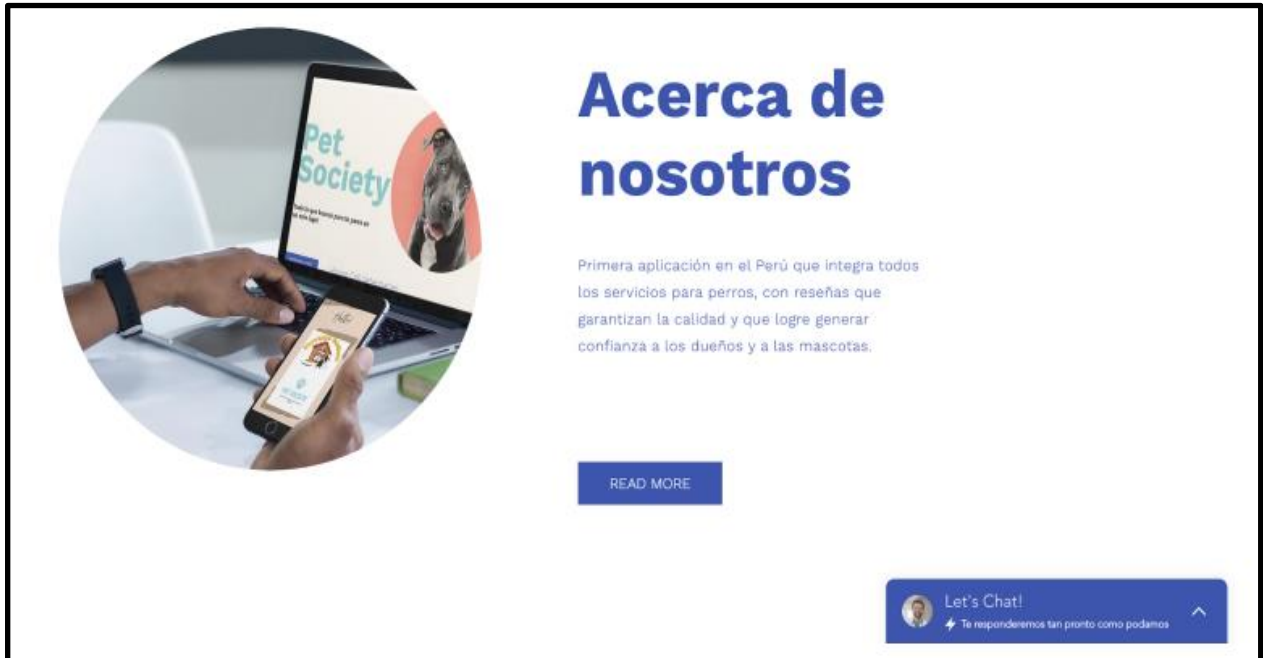 Acerca de
nosotros
Primera aplicación en el Perú que integra todos
los servicios para perros, con reseñas que
garantizan la calidad y que logre generar
confianza a los dueños y a las mascotas.
READ MORE
Let's Chat!
Te responderemos tan pronto como podamos
Pet
Society